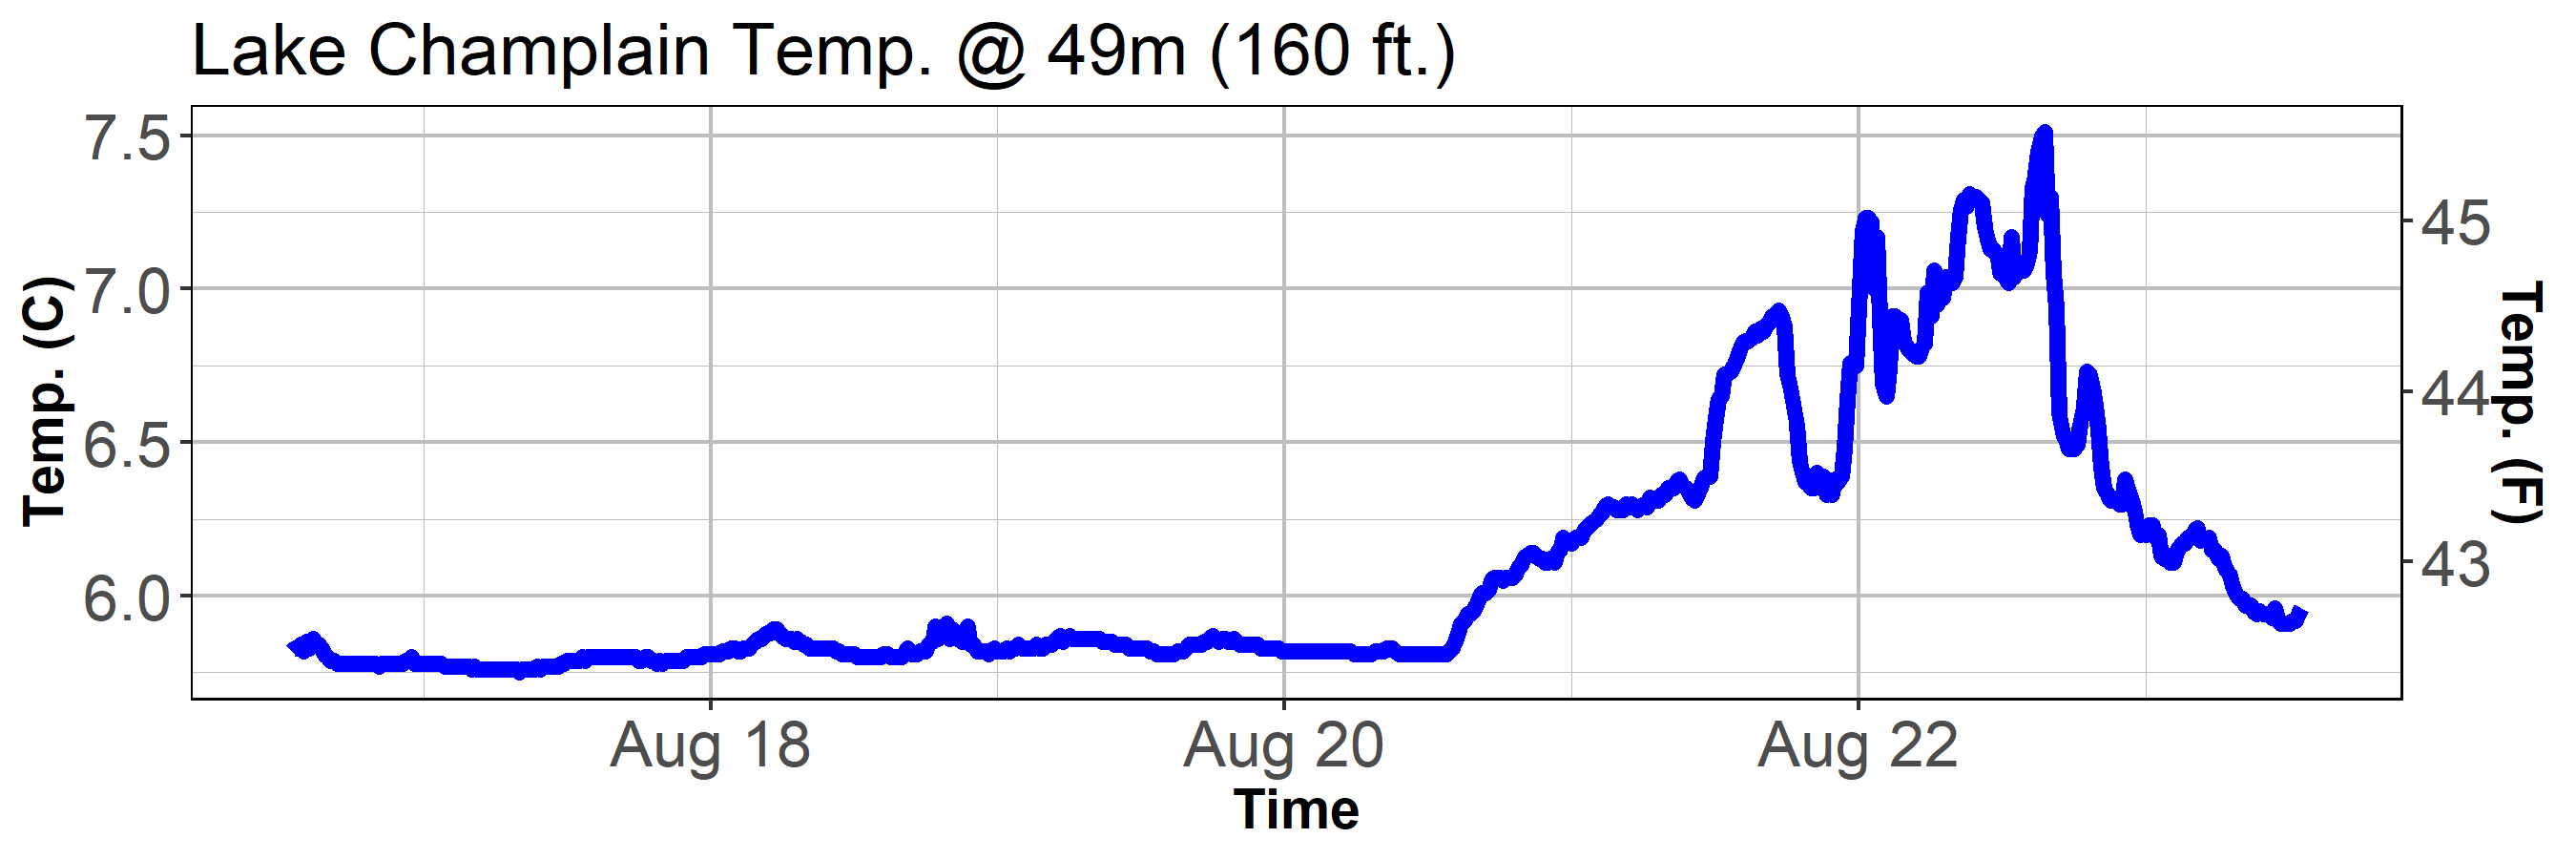 Lake Champlain Temp. @ 49m (160 ft.)
7.5
7.0
6.5
6.0
Temp. (C)
45
44
43
Temp. (F)
Aug 18
Aug 20
Aug 22
Time